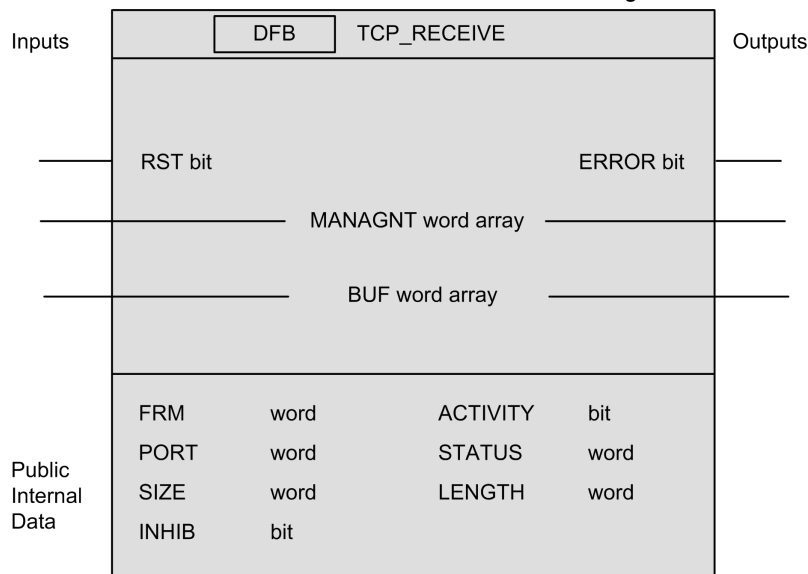 Inputs DFB TCP_RECEIVE Outputs
RST bit ERROR bit
MANAGNT word array
BUF word array
FRM word ACTIVITY bit
PORT word STATUS word
Public
Internal
Data
SIZE word LENGTH word
INHIB bit